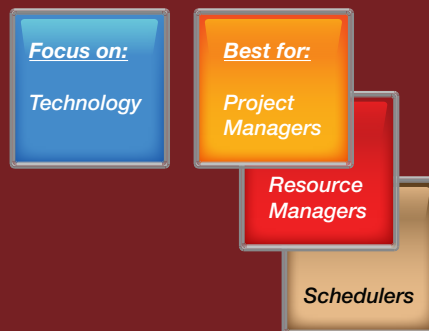 Focus on:
Technology
Best for:
Project
Managers
Resource
Managers
Schedulers